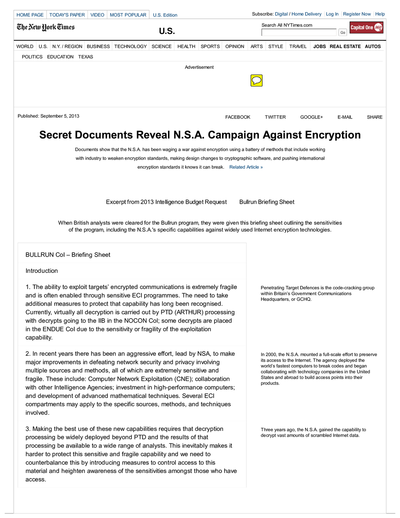 HOME PAGE TODAY'S PAPER VIDEO MOST POPULAR U.S. Edition
Subscribe: Digital / Home Delivery Log In Register Now Help
The New York Times
U.S.
Search All NYTimes.com
Go
Capital One 360
WORLD U.S. N.Y. / REGION BUSINESS TECHNOLOGY SCIENCE HEALTH SPORTS OPINION ARTS STYLE TRAVEL JOBS REAL ESTATE AUTOS
POLITICS EDUCATION TEXAS
Advertisement
Published: September 5, 2013
FACEBOOK TWITTER GOOGLE+ E-MAIL SHARE
Secret Documents Reveal N.S.A. Campaign Against Encryption
Documents show that the N.S.A. has been waging a war against encryption using a battery of methods that include working
with industry to weaken encryption standards, making design changes to cryptographic software, and pushing international
encryption standards it knows it can break. Related Article »
Excerpt from 2013 Intelligence Budget Request Bullrun Briefing Sheet
When British analysts were cleared for the Bullrun program, they were given this briefing sheet outlining the sensitivities
of the program, including the N.S.A.'s specific capabilities against widely used Internet encryption technologies.
BULLRUN CoI – Briefing Sheet
Introduction
1. The ability to exploit targets' encrypted communications is extremely fragile
and is often enabled through sensitive ECI programmes. The need to take
additional measures to protect that capability has long been recognised.
Currently, virtually all decryption is carried out by PTD (ARTHUR) processing
with decrypts going to the IIB in the NOCON CoI; some decrypts are placed
in the ENDUE CoI due to the sensitivity or fragility of the exploitation
capability.
Penetrating Target Defences is the code-cracking group
within Britain's Government Communications
Headquarters, or GCHQ.
2. In recent years there has been an aggressive effort, lead by NSA, to make
major improvements in defeating network security and privacy involving
multiple sources and methods, all of which are extremely sensitive and
fragile. These include: Computer Network Exploitation (CNE); collaboration
with other Intelligence Agencies; investment in high-performance computers;
and development of advanced mathematical techniques. Several ECI
compartments may apply to the specific sources, methods, and techniques
involved.
In 2000, the N.S.A. mounted a full-scale effort to preserve
its access to the Internet. The agency deployed the
world's fastest computers to break codes and began
collaborating with technology companies in the United
States and abroad to build access points into their
products.
3. Making the best use of these new capabilities requires that decryption
processing be widely deployed beyond PTD and the results of that
processing be available to a wide range of analysts. This inevitably makes it
harder to protect this sensitive and fragile capability and we need to
counterbalance this by introducing measures to control access to this
material and heighten awareness of the sensitivities amongst those who have
access.
Three years ago, the N.S.A. gained the capability to
decrypt vast amounts of scrambled Internet data.